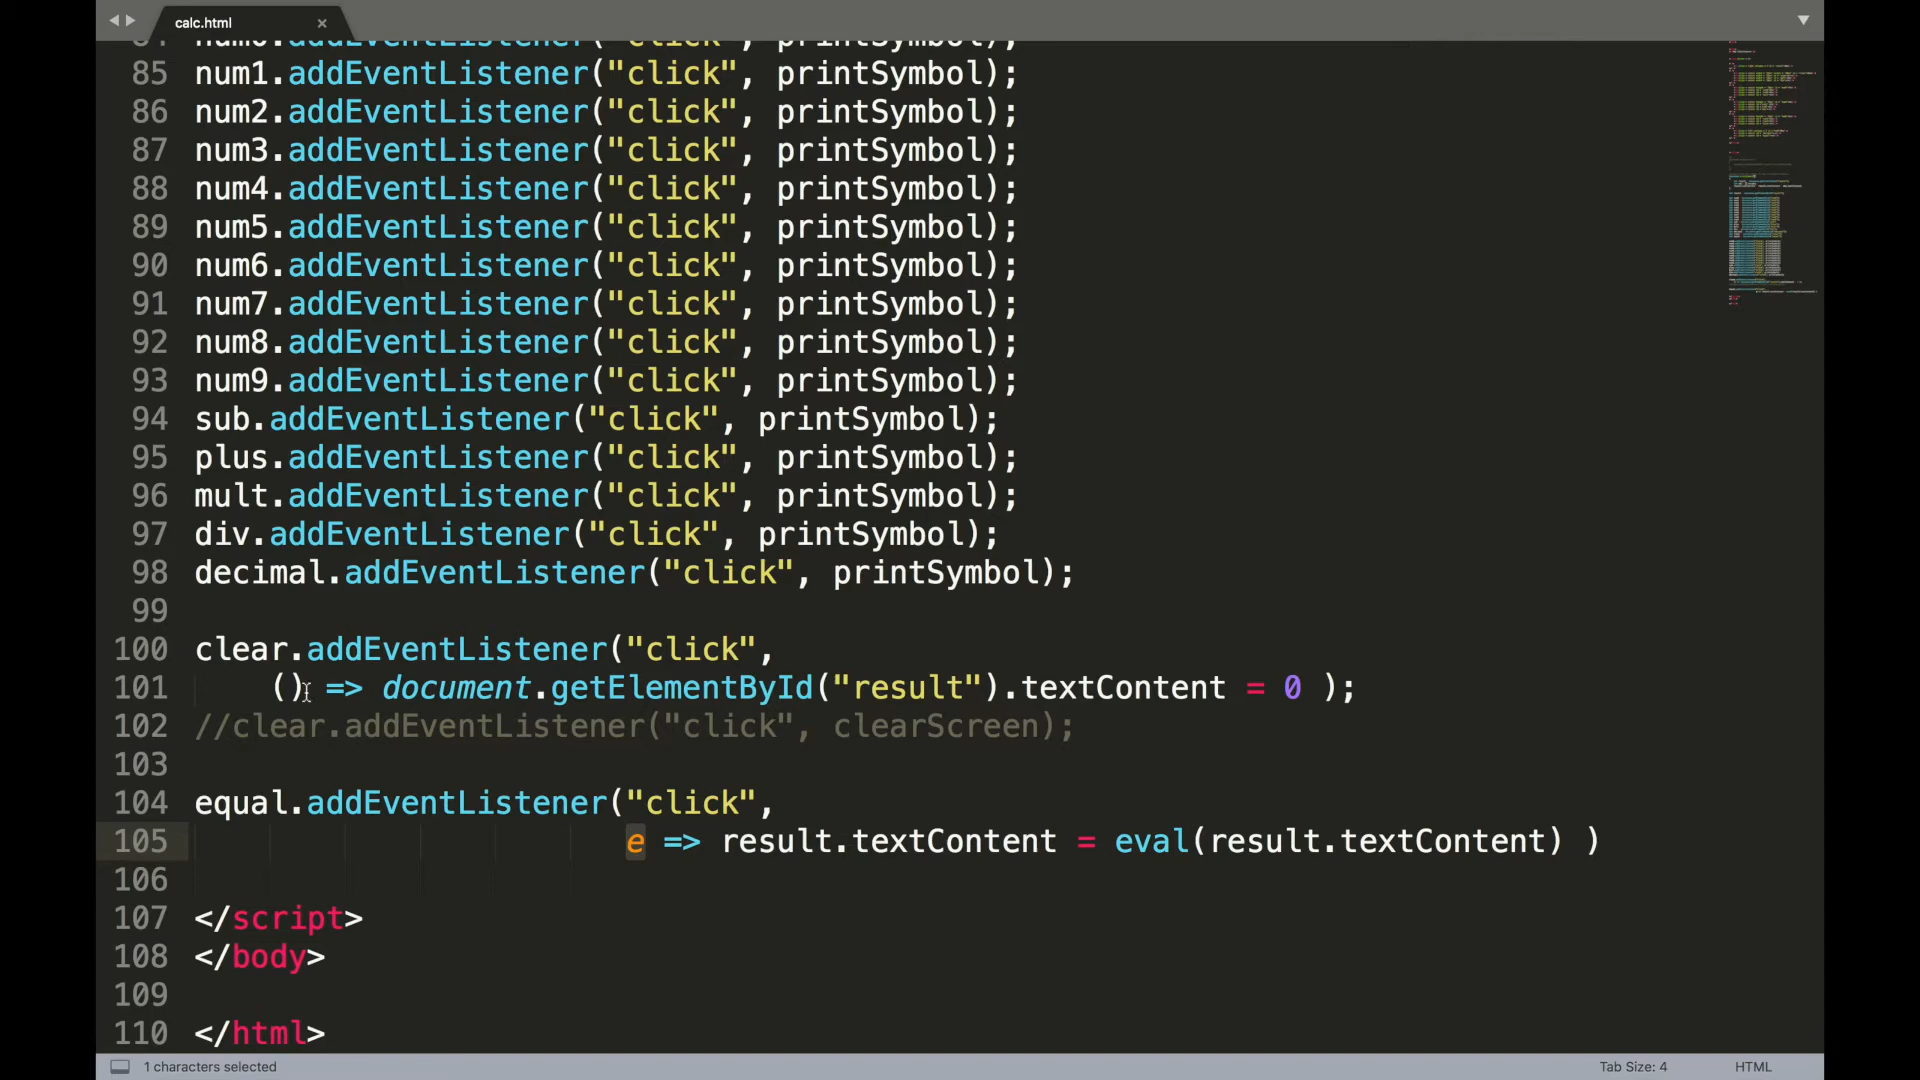 calc.html
85 num1.addEventListener("click", printSymbol);
86 num2.addEventListener("click", printSymbol);
87 num3.addEventListener("click", printSymbol);
88 num4.addEventListener("click", printSymbol);
89 num5.addEventListener("click", printSymbol);
90 num6.addEventListener("click", printSymbol);
91 num7.addEventListener("click", printSymbol);
92 num8.addEventListener("click", printSymbol);
93 num9.addEventListener("click", printSymbol);
94 sub.addEventListener("click", printSymbol);
95 plus.addEventListener("click", printSymbol);
96 mult.addEventListener("click", printSymbol);
97 div.addEventListener("click", printSymbol);
98 decimal.addEventListener("click", printSymbol);
99
100 clear.addEventListener("click",
101 () => document.getElementById("result").textContent = 0 );
102 //clear.addEventListener("click", clearScreen);
103
104 equal.addEventListener("click",
105 e => result.textContent = eval(result.textContent) )
106
107 </script>
108 </body>
109
110 </html>
1 characters selected
Tab Size: 4
HTML